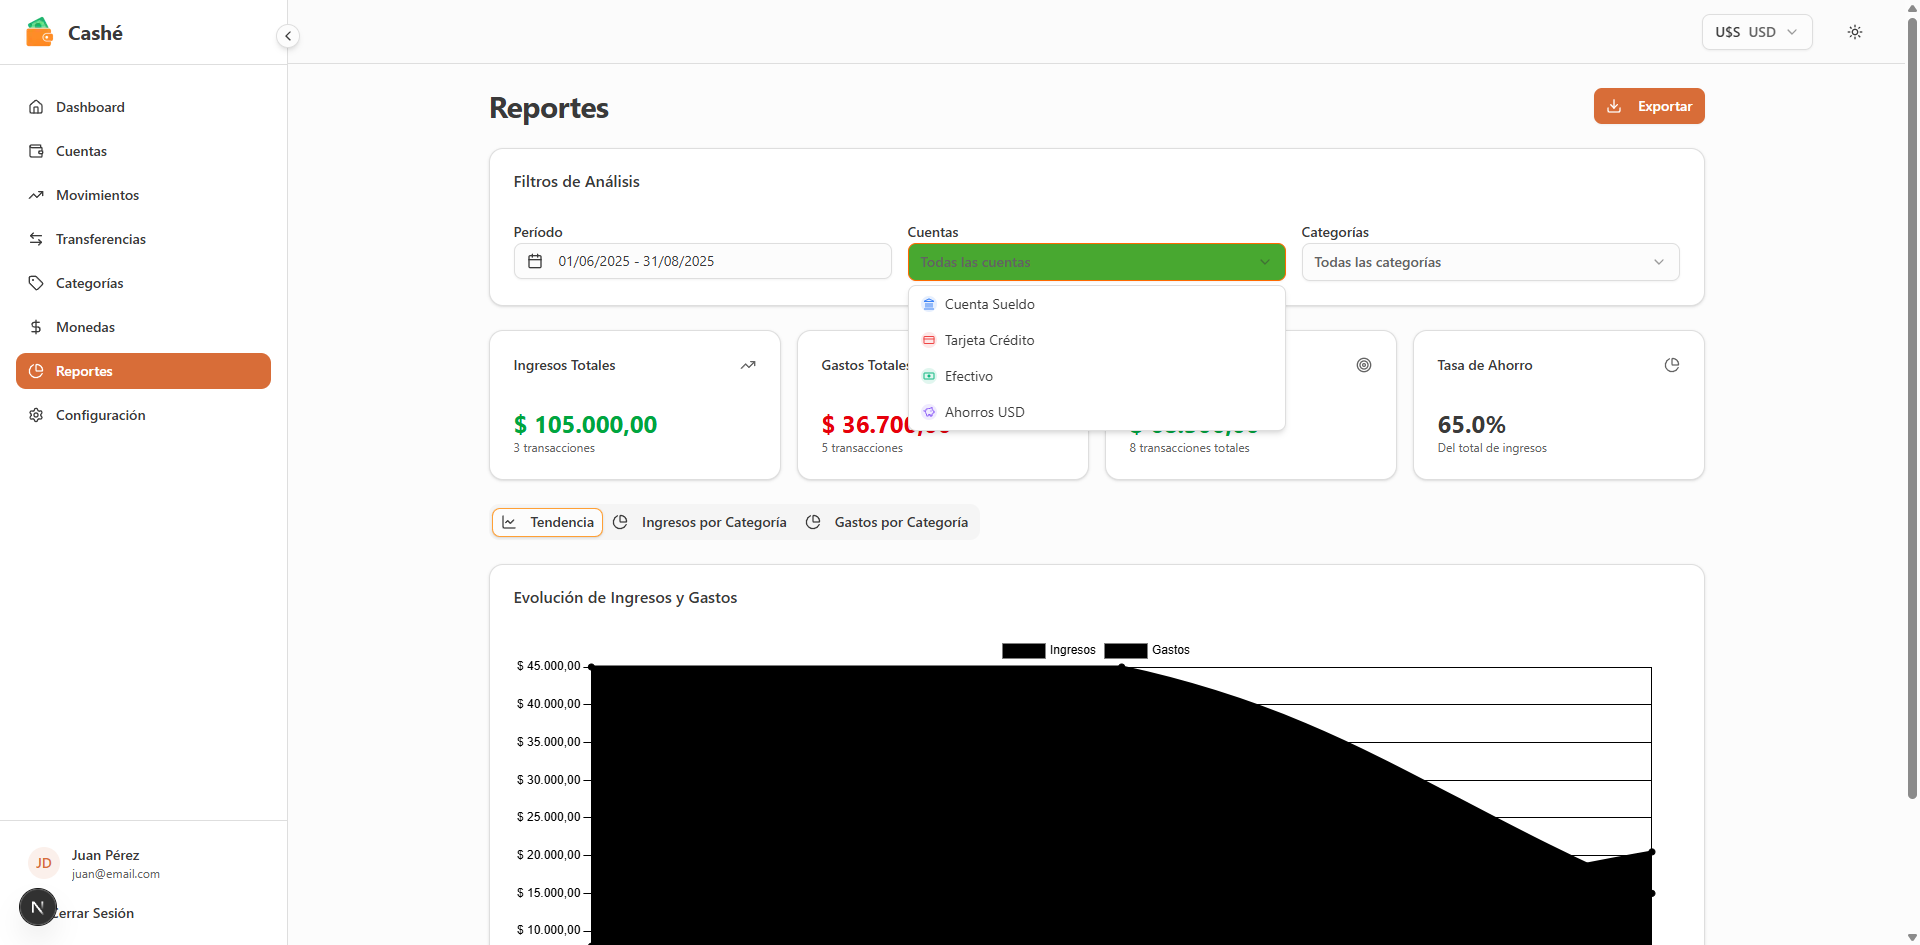 Cashé
U$S USD
Dashboard
Cuentas
Movimientos
Transferencias
Categorías
Monedas
Reportes
Configuración
Juan Pérez
JD
juan@email.com
N
Cerrar Sesión
Reportes
Exportar
Filtros de Análisis
Período
01/06/2025 - 31/08/2025
Cuentas
Todas las cuentas
Categorías
Todas las categorías
Cuenta Sueldo
Tarjeta Crédito
Efectivo
Ahorros USD
Ingresos Totales
$ 105.000,00
3 transacciones
Gastos Totales
$ 36.700,00
5 transacciones
8 transacciones totales
Tasa de Ahorro
65.0%
Del total de ingresos
Tendencia
Ingresos por Categoría
Gastos por Categoría
Evolución de Ingresos y Gastos
Ingresos
Gastos
$ 45.000,00
$ 40.000,00
$ 35.000,00
$ 30.000,00
$ 25.000,00
$ 20.000,00
$ 15.000,00
$ 10.000,00